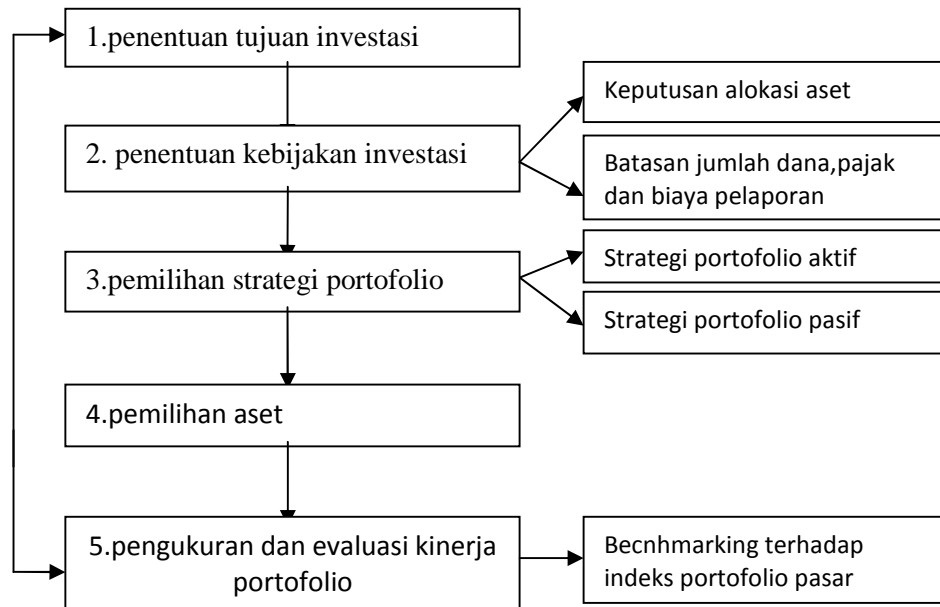 1.penentuan tujuan investasi
Keputusan alokasi aset
2. penentuan kebijakan investasi
Batasan jumlah dana,pajak
dan biaya pelaporan
3.pemilihan strategi portofolio
Strategi portofolio aktif
Strategi portofolio pasif
4.pemilihan aset
5.pengukuran dan evaluasi kinerja
portofolio
Becnhmarking terhadap
indeks portofolio pasar